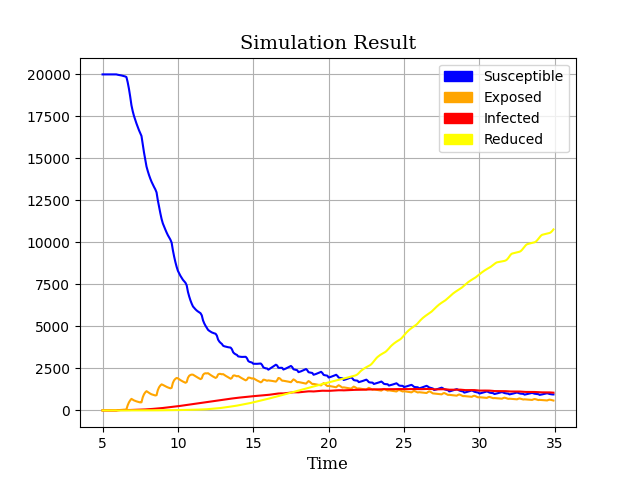 Simulation Result
20000
17500
15000
12500
10000
7500
5000
2500
0
Susceptible
Exposed
Infected
Reduced
5 10 15 20 25 30 35
Time